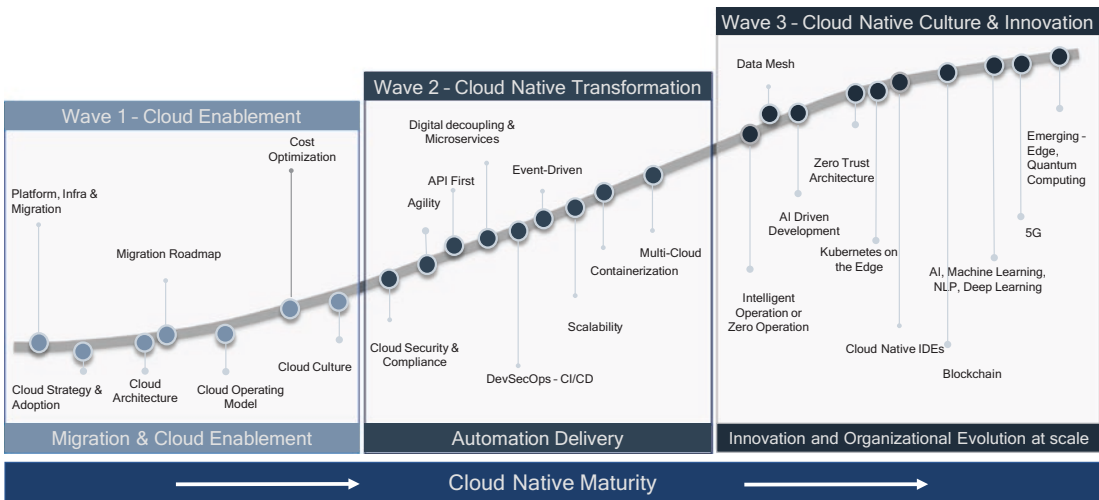 Wave 3 - Cloud Native Culture & Innovation
Wave 2 - Cloud Native Transformation
Wave 1 - Cloud Enablement
Platform, Infra &
Migration
Cloud Strategy &
Adoption
Cloud
Architecture
Migration Roadmap
Cloud Operating
Model
Cost
Optimization
Cloud Culture
Cloud Security &
Compliance
Agility
API First
Digital decoupling &
Microservices
DevSecOps - CI/CD
Event-Driven
Scalability
Containerization
Multi-Cloud
Intelligent
Operation or
Zero Operation
Data Mesh
AI Driven
Development
Zero Trust
Architecture
Kubernetes on
the Edge
Cloud Native IDEs
Blockchain
AI, Machine Learning,
NLP, Deep Learning
5G
Emerging -
Edge,
Quantum
Computing
Migration & Cloud Enablement
Automation Delivery
Innovation and Organizational Evolution at scale
Cloud Native Maturity